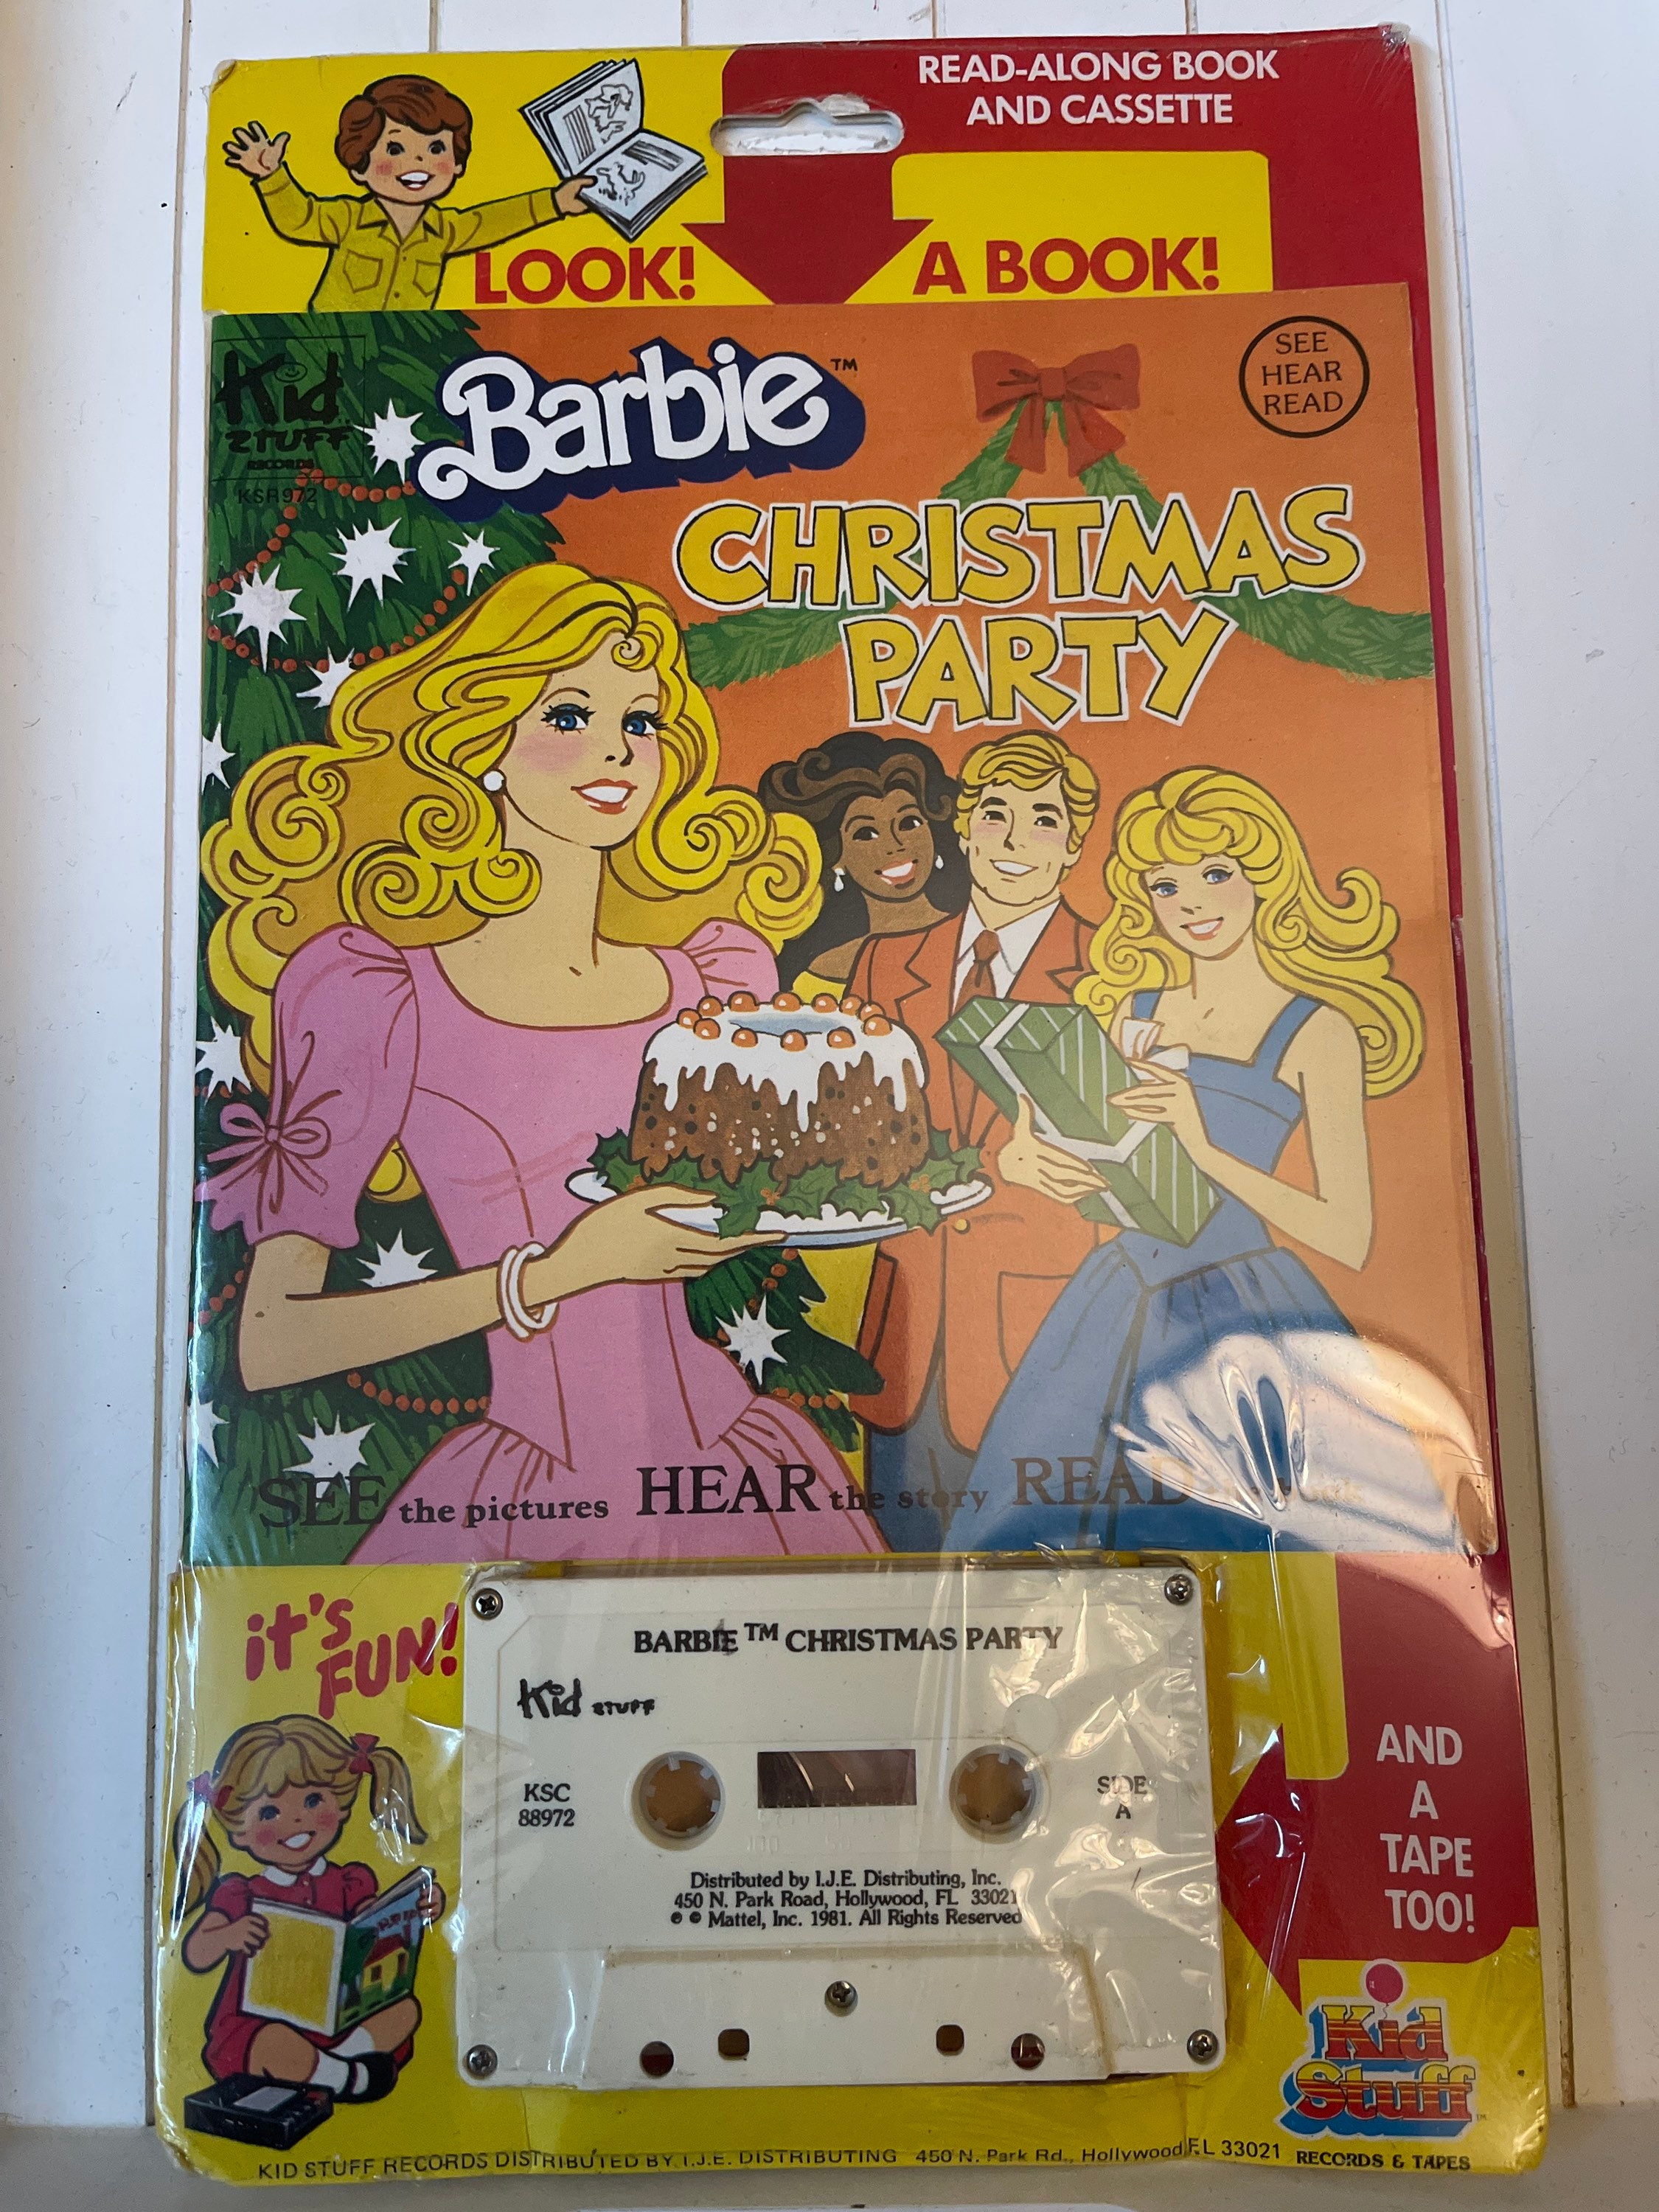 READ-ALONG BOOK
AND CASSETTE
LOOK!
A BOOK!
Kid
STUFF
RECORDS
KSR972
Barbie™
SEE
HEAR
READ
CHRISTMAS
PARTY
SEE the pictures HEAR the story READ
it's
FUN!
BARBIE™ CHRISTMAS PARTY
Kid STUFF
KSC
88972
SIDE
A
Distributed by I.J.E. Distributing, Inc.
450 N. Park Road, Hollywood, FL 33021
℗ © Mattel, Inc. 1981. All Rights Reserved
AND
A
TAPE
TOO!
Kid
Stuff
RECORDS & TAPES
KID STUFF RECORDS DISTRIBUTED BY I.J.E. DISTRIBUTING 450 N. Park Rd., Hollywood FL 33021